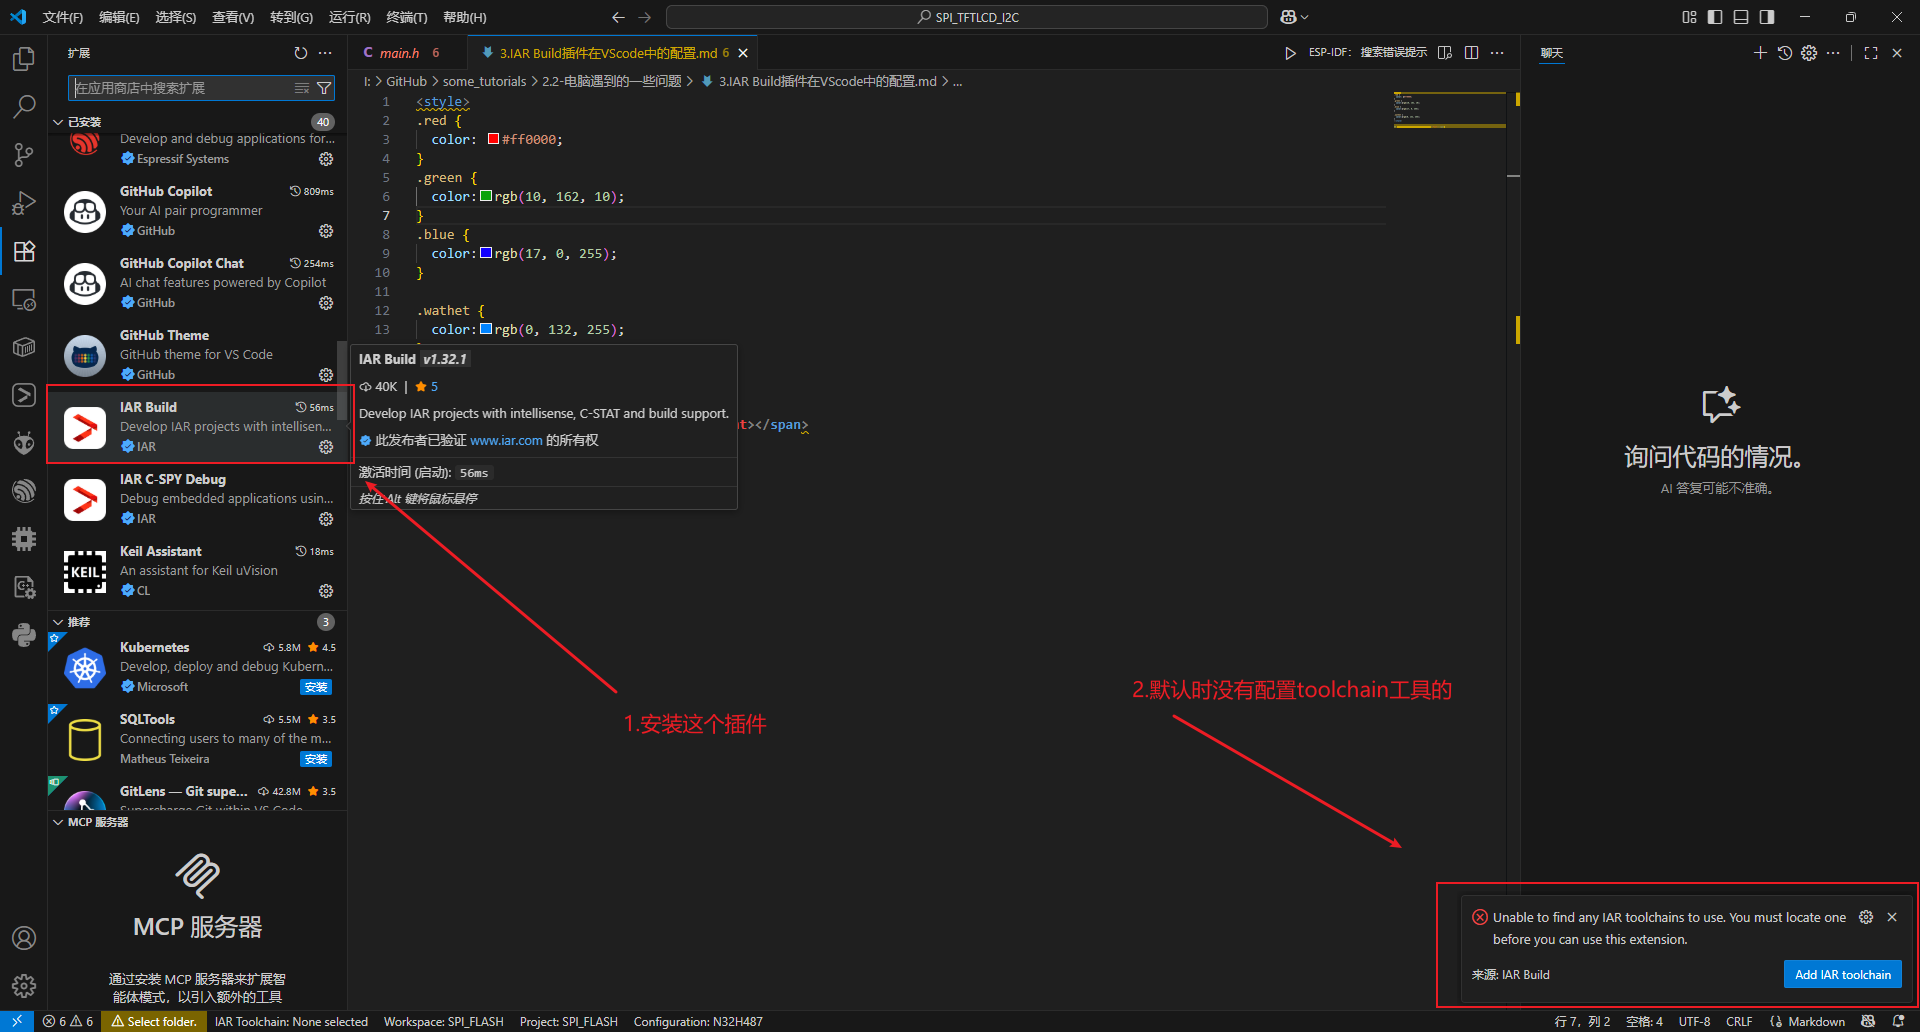 文件(F) 编辑(E) 选择(S) 查看(V) 转到(G) 运行(R) 终端(T) 帮助(H)
SPI_TFTLCD_I2C
扩展
在应用商店中搜索扩展
已安装 40
Develop and debug applications for...
Espressif Systems
GitHub Copilot 809ms
Your AI pair programmer
GitHub
GitHub Copilot Chat 254ms
AI chat features powered by Copilot
GitHub
GitHub Theme
GitHub theme for VS Code
GitHub
IAR Build 56ms
Develop IAR projects with intellisen...
IAR
IAR C-SPY Debug
Debug embedded applications usin...
IAR
KEIL
Keil Assistant 18ms
An assistant for Keil uVision
CL
推荐 3
Kubernetes 5.8M 4.5
Develop, deploy and debug Kubern...
Microsoft 安装
SQLTools 5.5M 3.5
Connecting users to many of the m...
Matheus Teixeira 安装
GitLens — Git supe... 42.8M 3.5
Supercharge Git within VS Code
MCP 服务器
MCP 服务器
通过安装 MCP 服务器来扩展智
能体模式，以引入额外的工具
C main.h 6
3.IAR Build插件在VScode中的配置.md 6
ESP-IDF: 搜索错误提示
I: > GitHub > some_tutorials > 2.2-电脑遇到的一些问题 > 3.IAR Build插件在VScode中的配置.md > ...
1 <style>
2 .red {
3 color: #ff0000;
4 }
5 .green {
6 color: rgb(10, 162, 10);
7 }
8 .blue {
9 color: rgb(17, 0, 255);
10 }
11
12 .wathet {
13 color: rgb(0, 132, 255);
t></span>
IAR Build v1.32.1
40K | 5
Develop IAR projects with intellisense, C-STAT and build support.
此发布者已验证 www.iar.com 的所有权
激活时间 (启动): 56ms
按住 Alt 键将鼠标悬停
1.安装这个插件
2.默认时没有配置toolchain工具的
聊天
询问代码的情况。
AI 答复可能不准确。
Unable to find any IAR toolchains to use. You must locate one
before you can use this extension.
来源: IAR Build
Add IAR toolchain
6 6 Select folder. IAR Toolchain: None selected Workspace: SPI_FLASH Project: SPI_FLASH Configuration: N32H487
行 7，列 2 空格: 4 UTF-8 CRLF {} Markdown